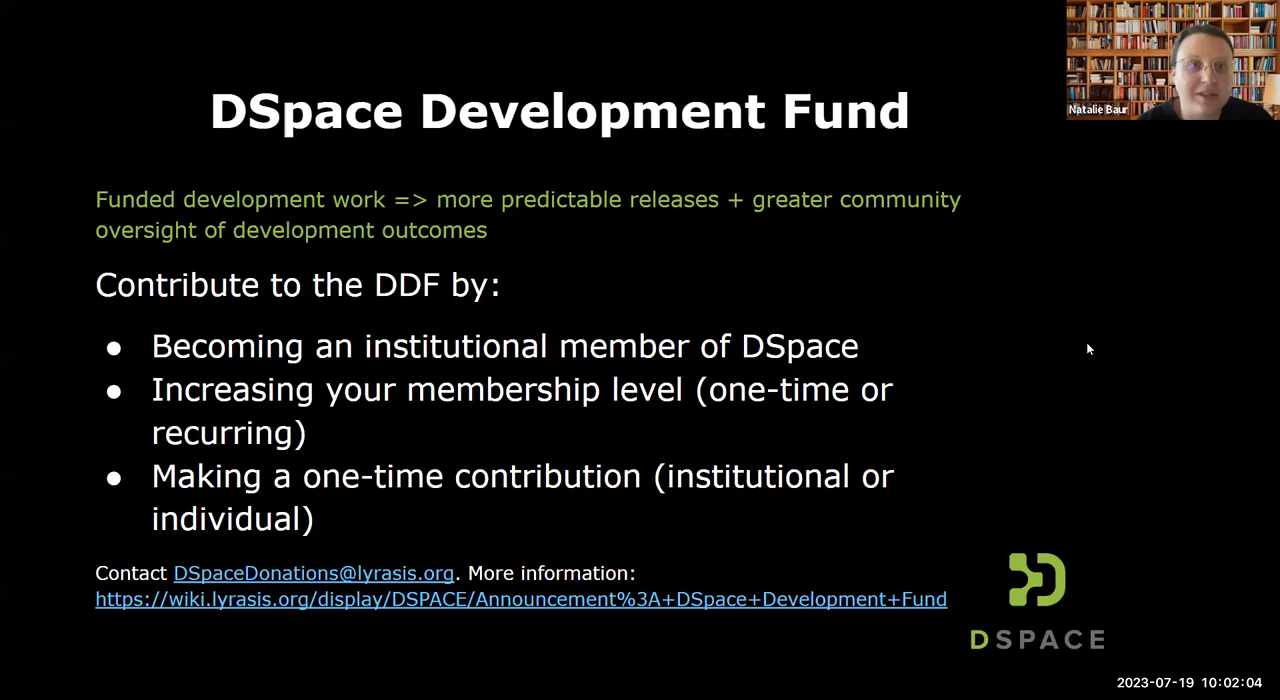 DSpace Development Fund
Natalie Baur
Funded development work => more predictable releases + greater community
oversight of development outcomes
Contribute to the DDF by:
● Becoming an institutional member of DSpace
● Increasing your membership level (one-time or
recurring)
● Making a one-time contribution (institutional or
individual)
Contact DSpaceDonations@lyrasis.org. More information:
https://wiki.lyrasis.org/display/DSPACE/Announcement%3A+DSpace+Development+Fund
DSPACE
2023-07-19 10:02:04